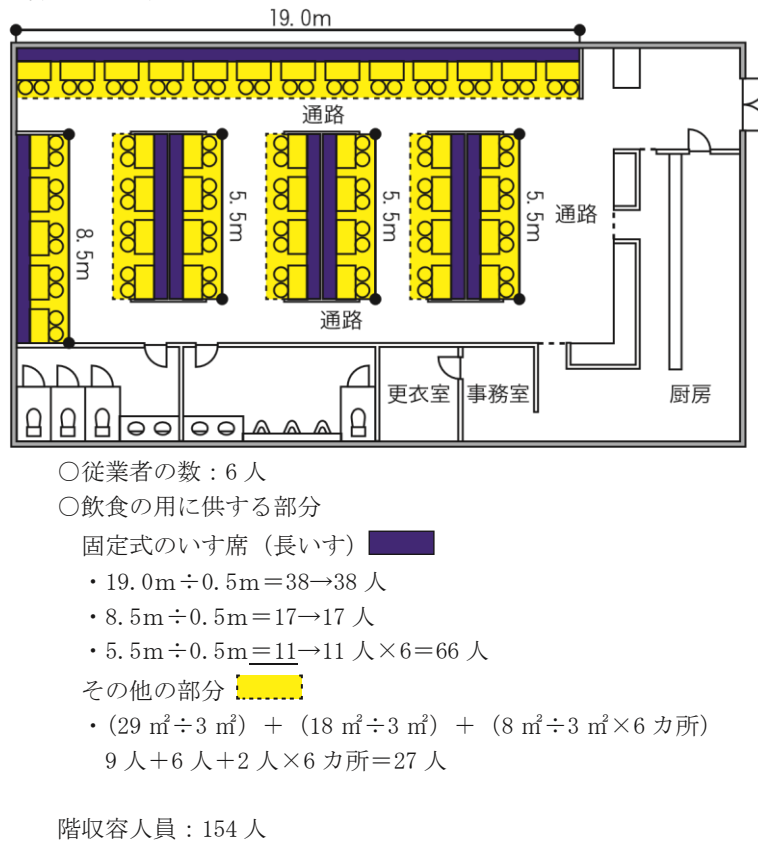 19.0m
通路
8.5m
5.5m
5.5m
5.5m
通路
通路
更衣室
事務室
厨房
○従業者の数：6人
○飲食の用に供する部分
固定式のいす席（長いす）
・19.0m÷0.5m＝38→38人
・8.5m÷0.5m＝17→17人
・5.5m÷0.5m＝11→11人×6＝66人
その他の部分
・（29㎡÷3㎡）＋（18㎡÷3㎡）＋（8㎡÷3㎡×6カ所）
9人＋6人＋2人×6カ所＝27人
階収容人員：154人